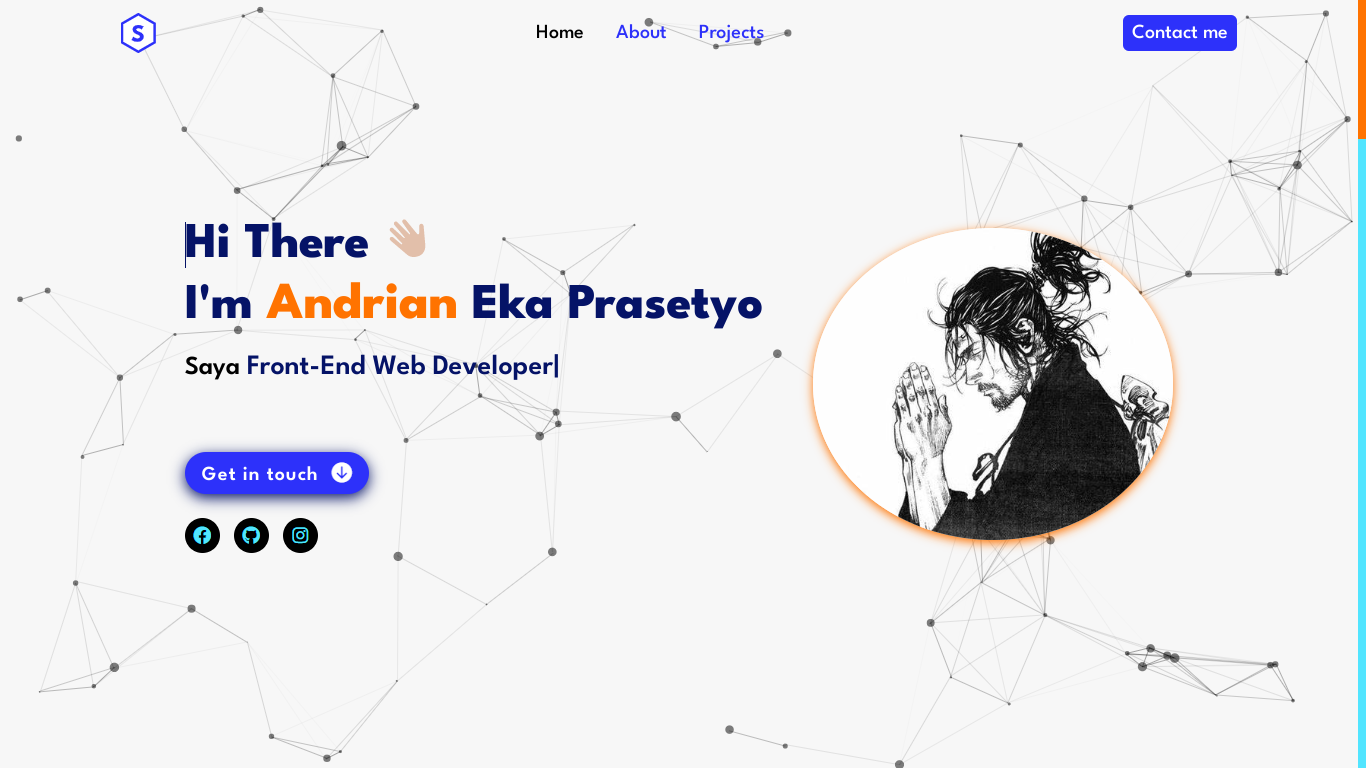 S
Home About Projects
Contact me
Hi There 👋🏼
I'm Andrian Eka Prasetyo
Saya Front-End Web Developer|
Get in touch